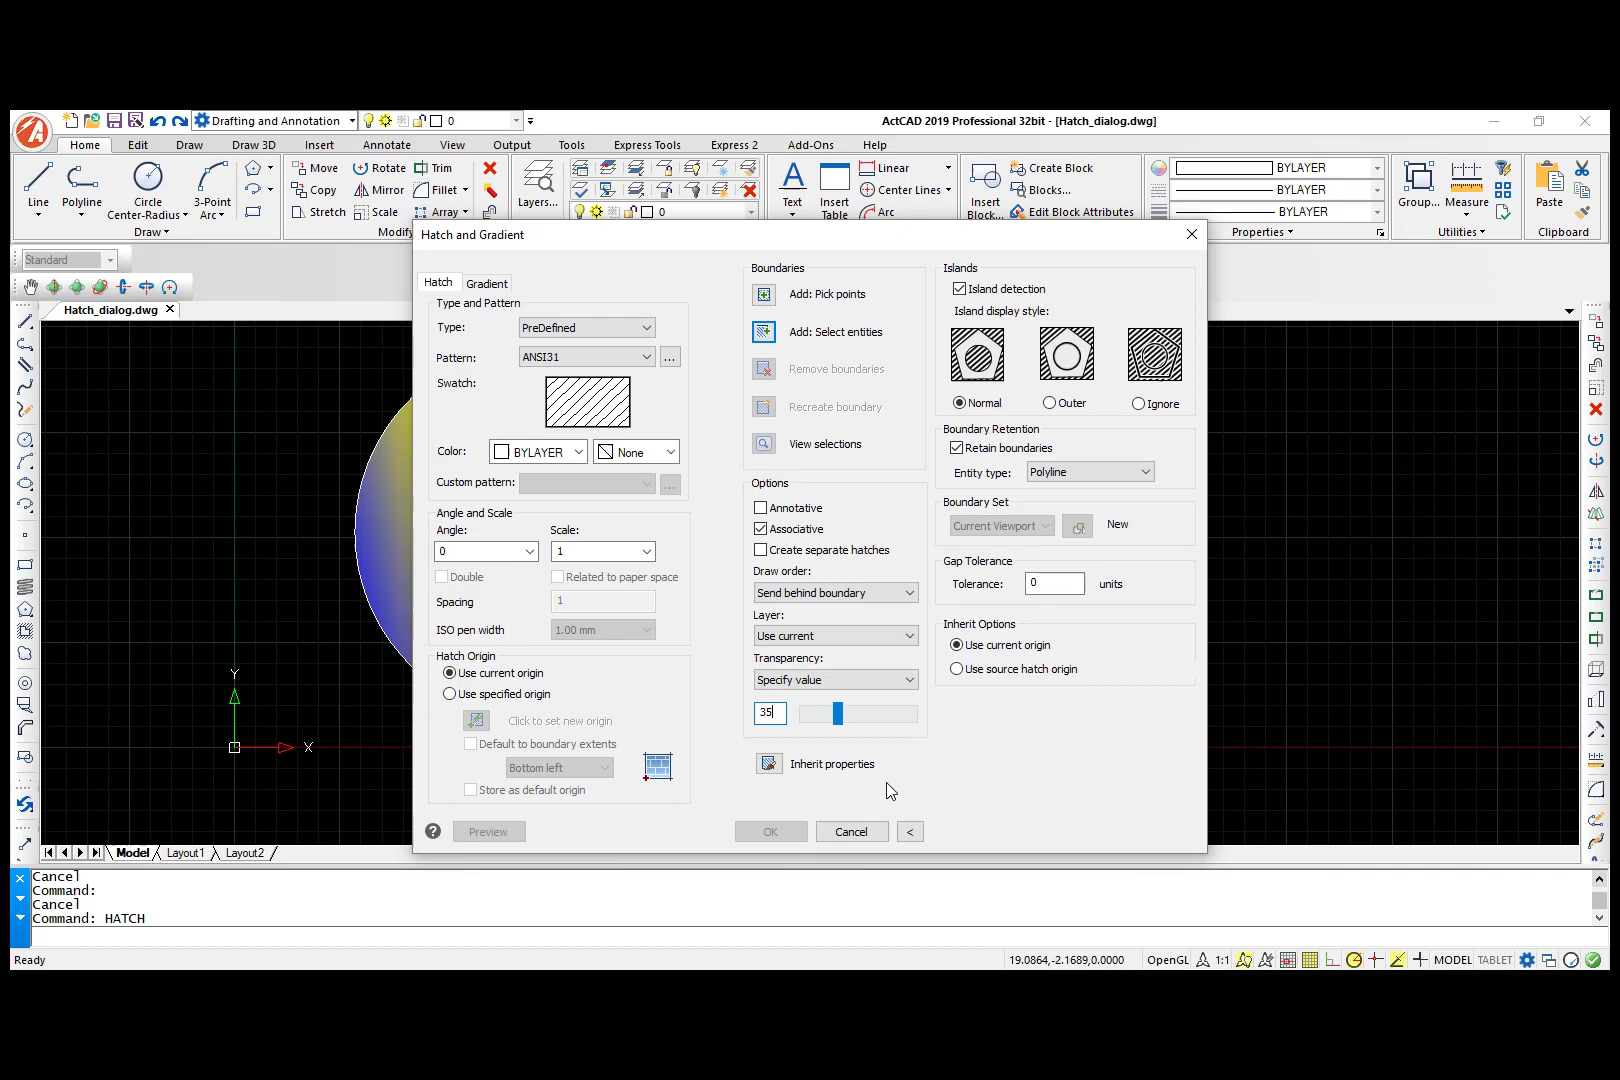 Drafting and Annotation
0
ActCAD 2019 Professional 32bit - [Hatch_dialog.dwg]
Home Edit Draw Draw 3D Insert Annotate View Output Tools Express Tools Express 2 Add-Ons Help
Line
Polyline
Circle
Center-Radius
3-Point
Arc
Draw
Move
Copy
Stretch
Rotate
Mirror
Scale
Trim
Fillet
Array
Modify
Layers...
0
Text
Insert
Table
Linear
Center Lines
Arc
Insert
Block...
Create Block
Blocks...
Edit Block Attributes
BYLAYER
BYLAYER
BYLAYER
Properties
Group...
Measure
Utilities
Paste
Clipboard
Standard
Hatch_dialog.dwg
Hatch and Gradient
Hatch
Gradient
Type and Pattern
Type: PreDefined
Pattern: ANSI31 ...
Swatch:
Color: BYLAYER None
Custom pattern: ...
Angle and Scale
Angle: Scale:
0 1
Double Related to paper space
Spacing 1
ISO pen width 1.00 mm
Hatch Origin
Use current origin
Use specified origin
Click to set new origin
Default to boundary extents
Bottom left
Store as default origin
? Preview
Boundaries
Add: Pick points
Add: Select entities
Remove boundaries
Recreate boundary
View selections
Options
Annotative
Associative
Create separate hatches
Draw order:
Send behind boundary
Layer:
Use current
Transparency:
Specify value
35
Inherit properties
OK Cancel <
Islands
Island detection
Island display style:
Normal Outer Ignore
Boundary Retention
Retain boundaries
Entity type: Polyline
Boundary Set
Current Viewport New
Gap Tolerance
Tolerance: 0 units
Inherit Options
Use current origin
Use source hatch origin
Y
X
Model Layout1 Layout2
Cancel
Command:
Cancel
Command: HATCH
Ready
19.0864,-2.1689,0.0000 OpenGL 1:1 MODEL TABLET